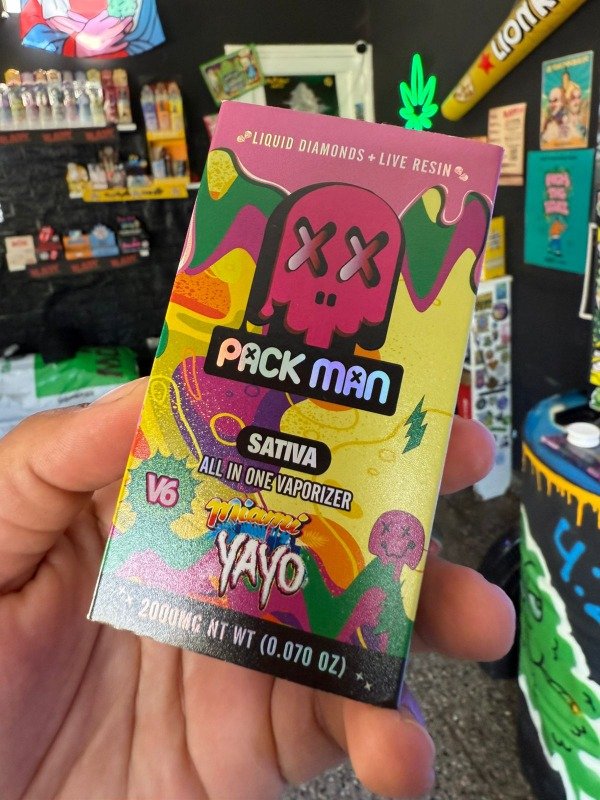 LIQUID DIAMONDS + LIVE RESIN
PACK MAN
SATIVA
ALL IN ONE VAPORIZER
V6
Miami
YAYO
2000MG NT WT (0.070 OZ)
LION